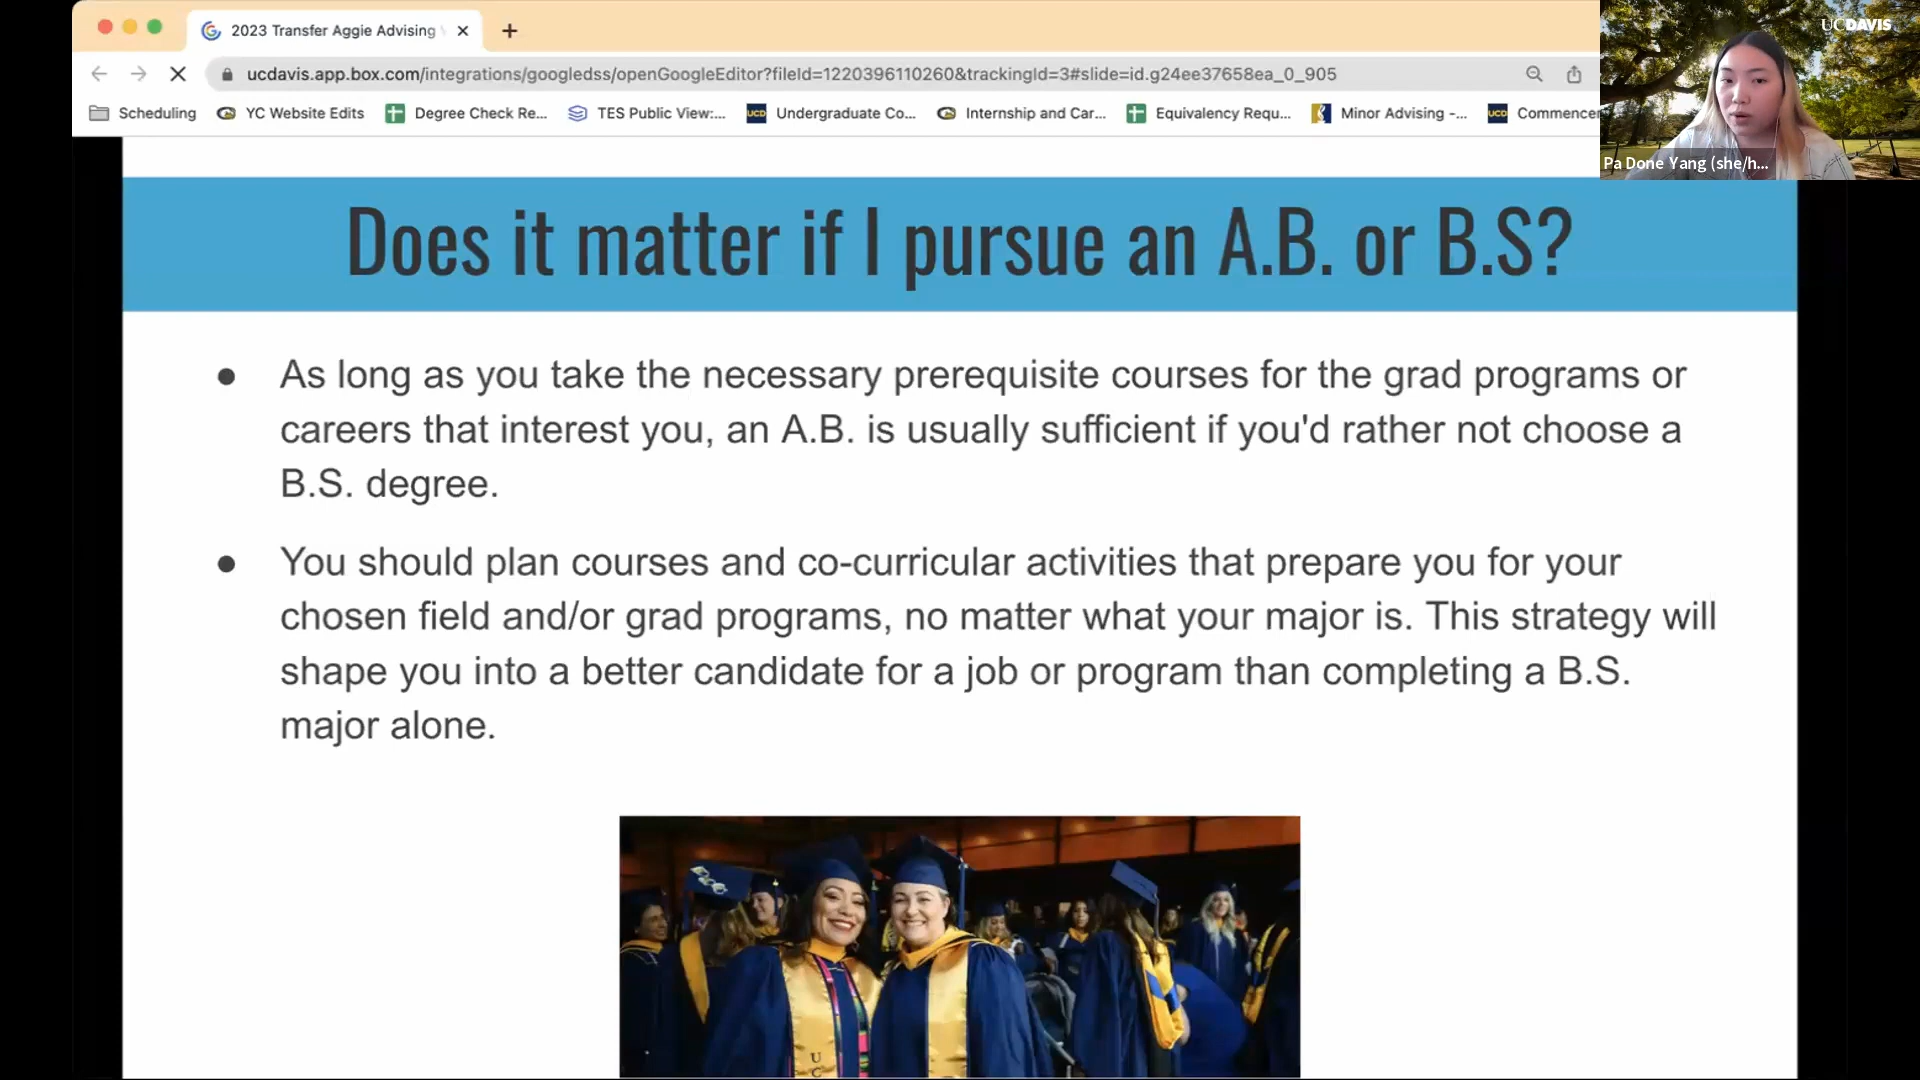 2023 Transfer Aggie Advising
UC DAVIS
ucdavis.app.box.com/integrations/googledss/openGoogleEditor?fileId=1220396110260&trackingId=3#slide=id.g24ee37658ea_0_905
Scheduling
YC Website Edits
Degree Check Re...
TES Public View:...
UCD
Undergraduate Co...
Internship and Car...
Equivalency Requ...
Minor Advising -...
UCD
Commencer
Pa Done Yang (she/h...
Does it matter if I pursue an A.B. or B.S?
● As long as you take the necessary prerequisite courses for the grad programs or
careers that interest you, an A.B. is usually sufficient if you'd rather not choose a
B.S. degree.
● You should plan courses and co-curricular activities that prepare you for your
chosen field and/or grad programs, no matter what your major is. This strategy will
shape you into a better candidate for a job or program than completing a B.S.
major alone.
U
C